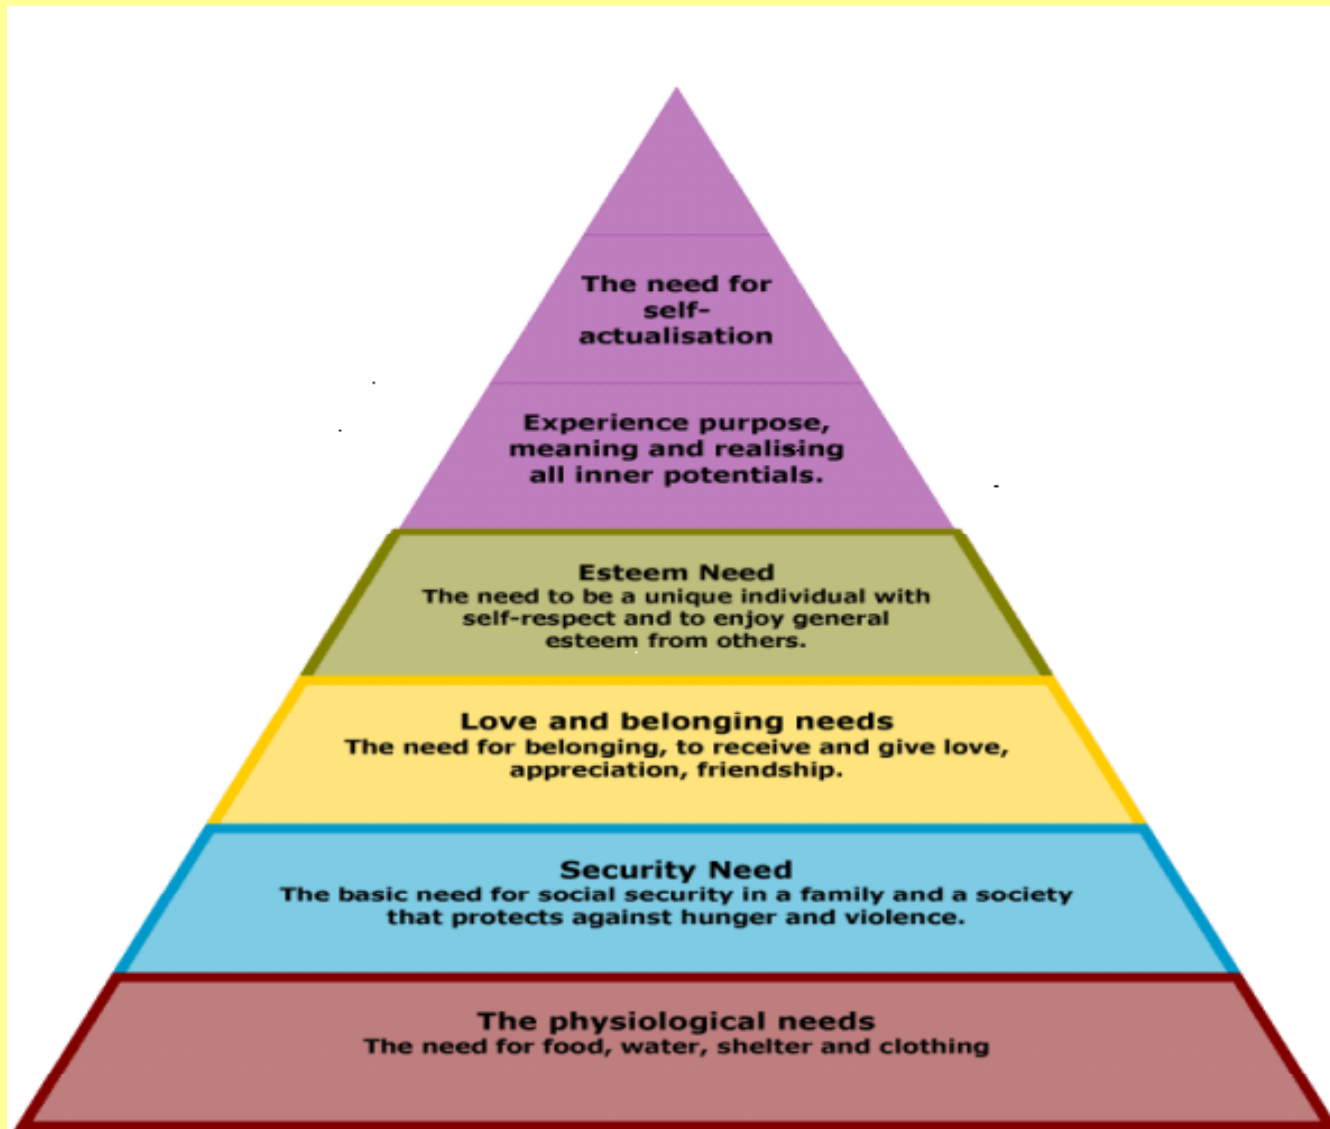 The need for
self-
actualisation
Experience purpose,
meaning and realising
all inner potentials.
Esteem Need
The need to be a unique individual with
self-respect and to enjoy general
esteem from others.
Love and belonging needs
The need for belonging, to receive and give love,
appreciation, friendship.
Security Need
The basic need for social security in a family and a society
that protects against hunger and violence.
The physiological needs
The need for food, water, shelter and clothing